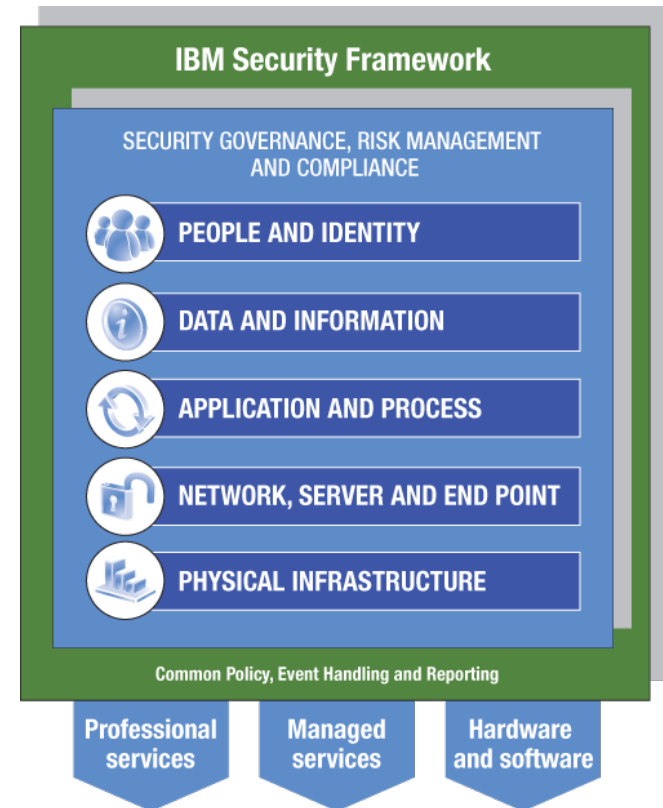 IBM Security Framework
SECURITY GOVERNANCE, RISK MANAGEMENT
AND COMPLIANCE
PEOPLE AND IDENTITY
i
DATA AND INFORMATION
APPLICATION AND PROCESS
NETWORK, SERVER AND END POINT
PHYSICAL INFRASTRUCTURE
Common Policy, Event Handling and Reporting
Professional
services
Managed
services
Hardware
and software